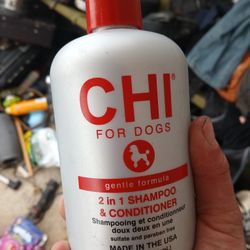 CHI®
FOR DOGS
gentle formula
2 in 1 SHAMPOO
& CONDITIONER
Shampooing et conditionneur
doux deux en une
sulfate and paraben free
MADE IN THE USA